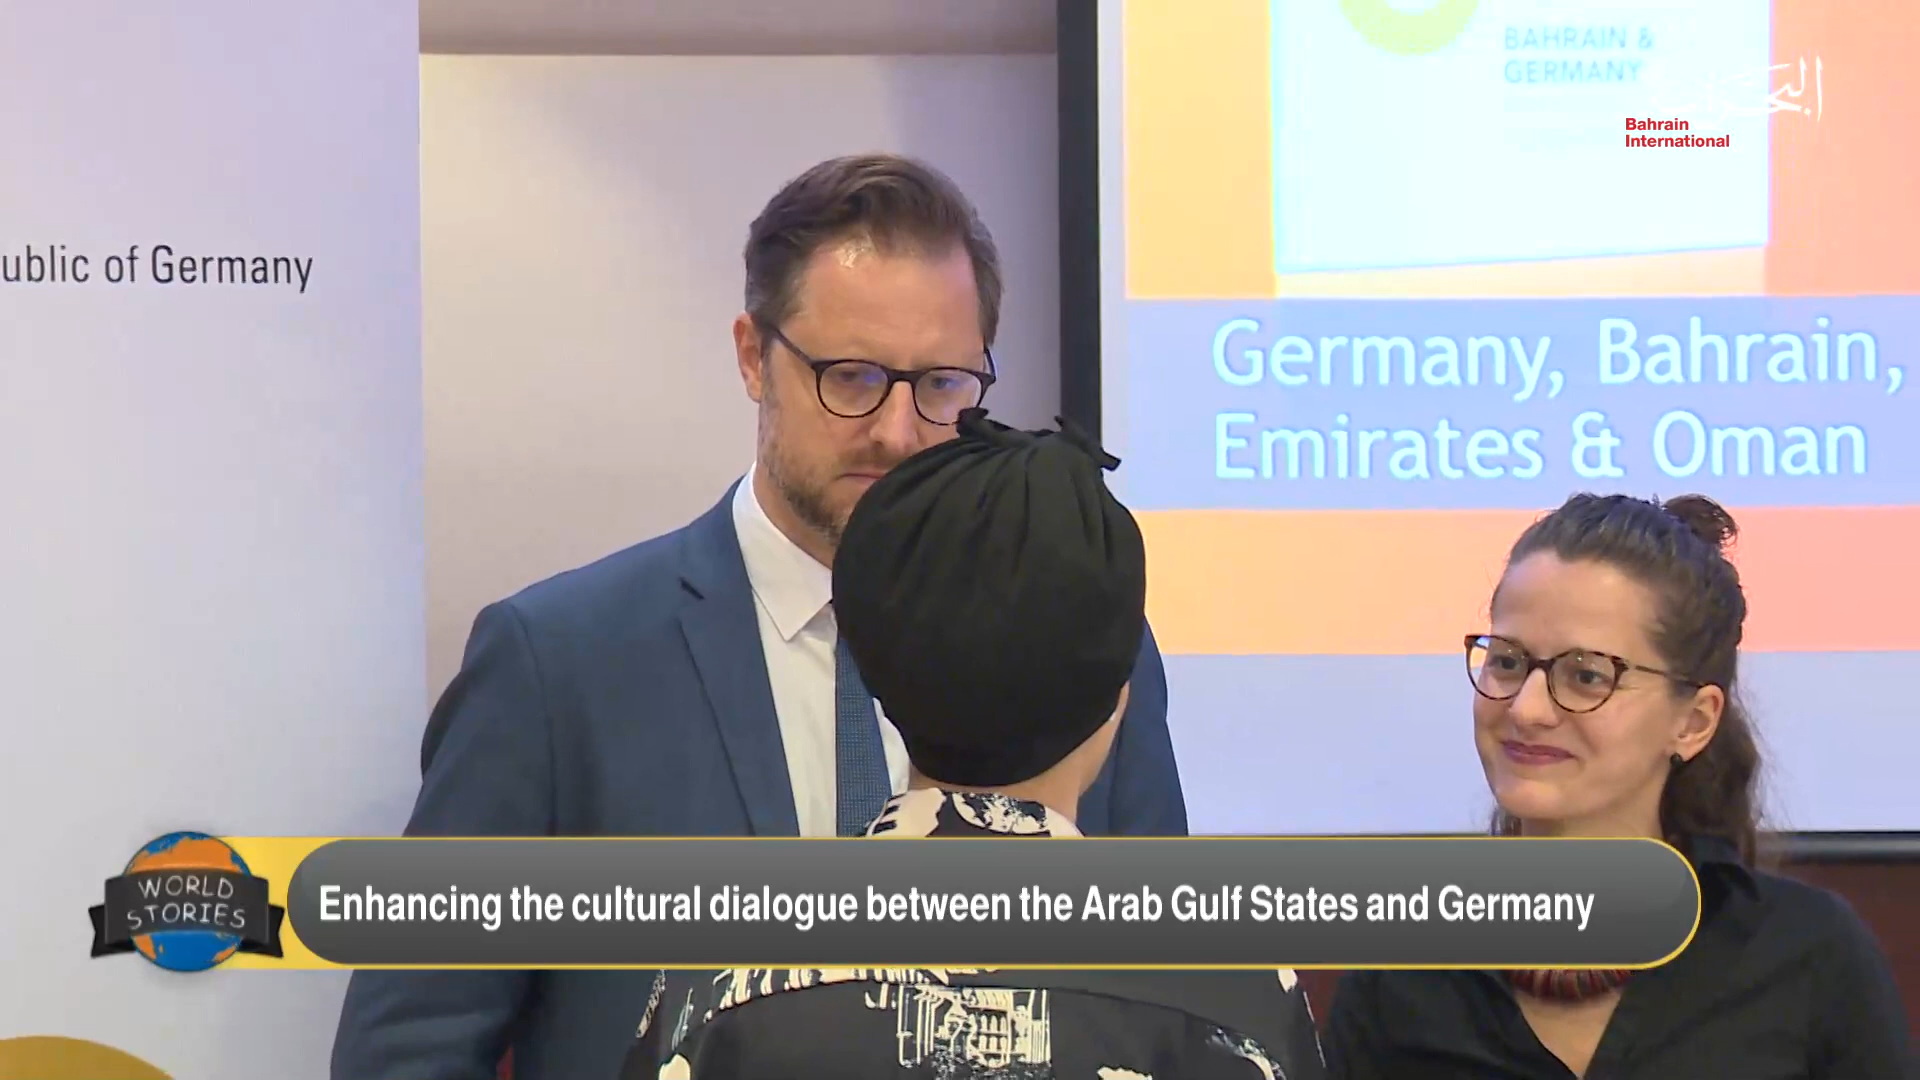 BAHRAIN &
GERMANY
البحرين
Bahrain
International
ublic of Germany
Germany, Bahrain,
Emirates & Oman
WORLD
STORIES
Enhancing the cultural dialogue between the Arab Gulf States and Germany